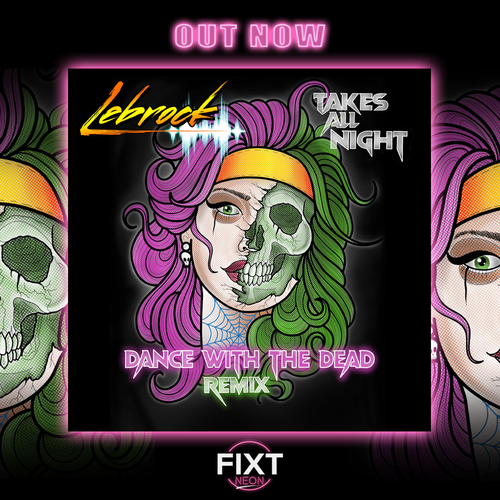 OUT NOW
Lebrock
TAKES
ALL
NIGHT
DANCE WITH THE DEAD
REMIX
FIXT
NEON